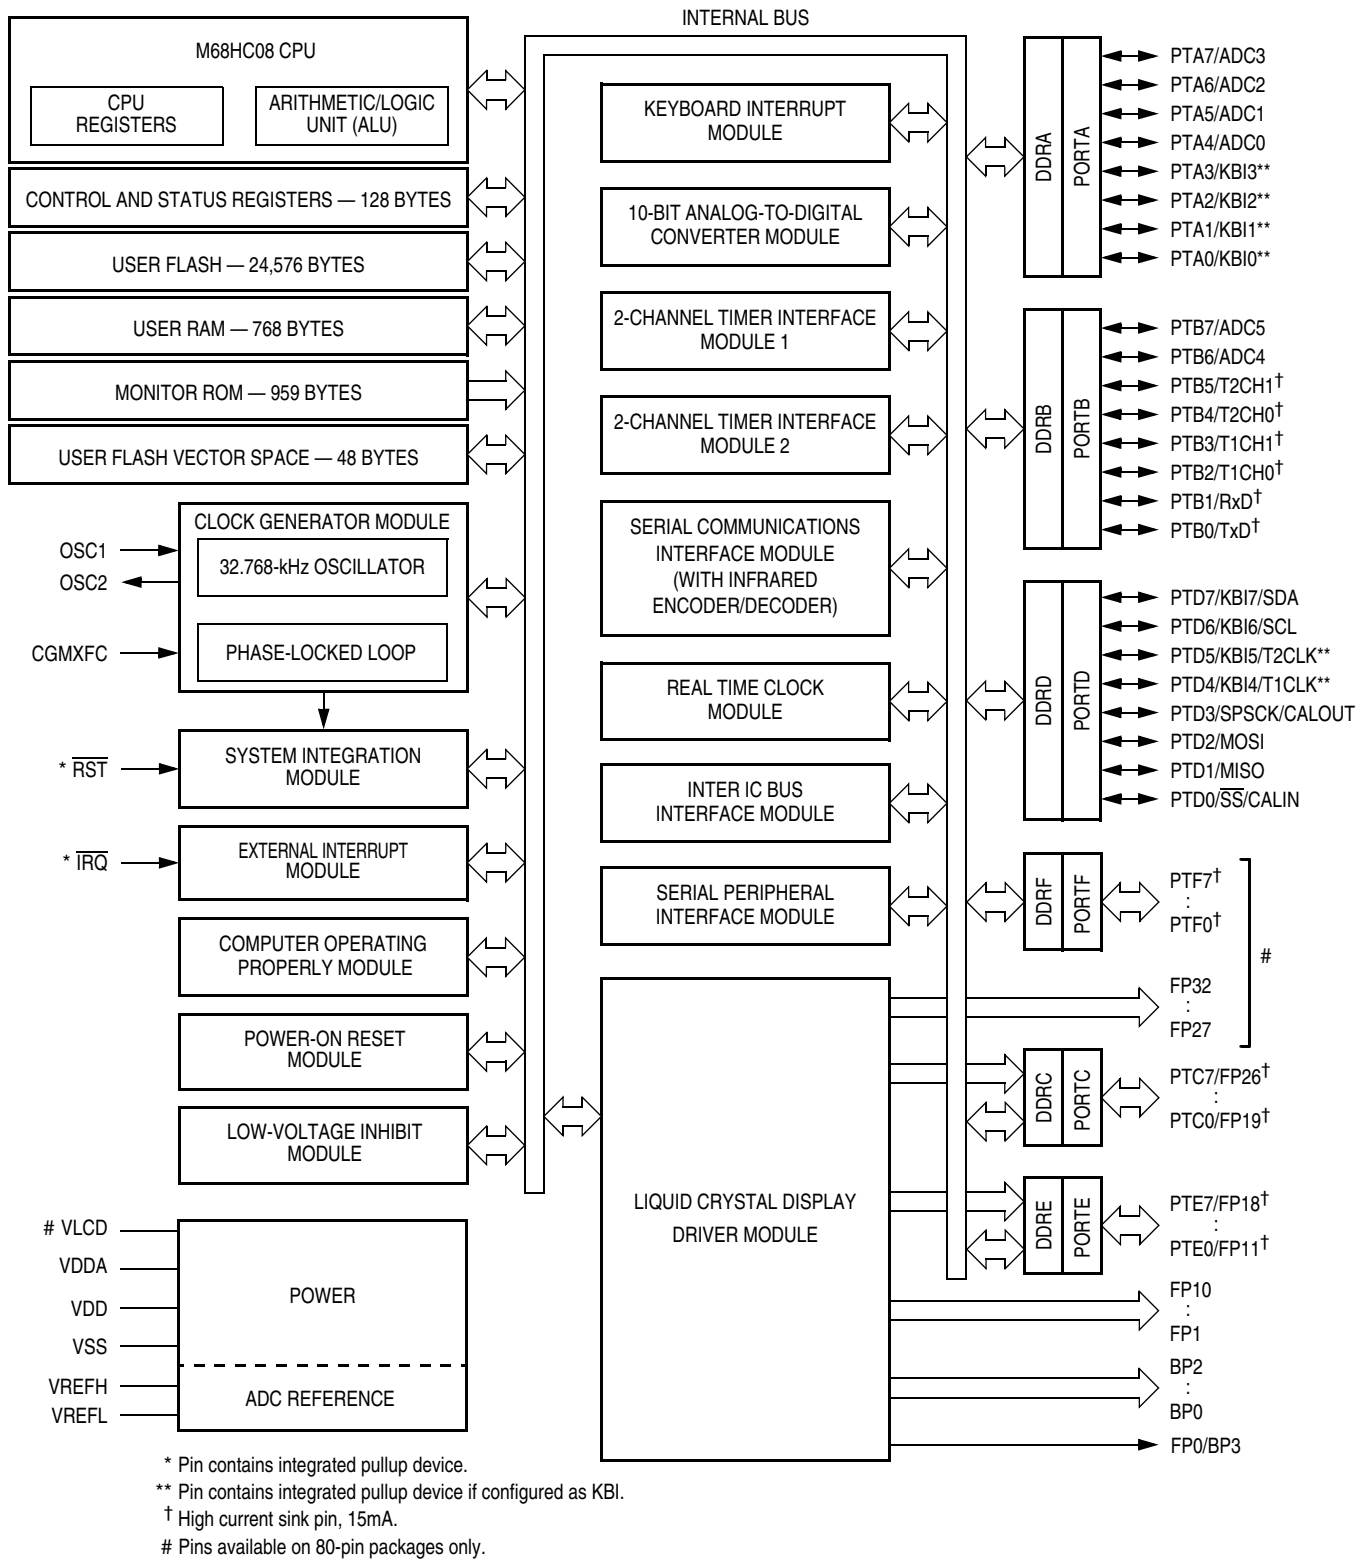 INTERNAL BUS
M68HC08 CPU
CPU
REGISTERS
ARITHMETIC/LOGIC
UNIT (ALU)
CONTROL AND STATUS REGISTERS — 128 BYTES
USER FLASH — 24,576 BYTES
USER RAM — 768 BYTES
MONITOR ROM — 959 BYTES
USER FLASH VECTOR SPACE — 48 BYTES
CLOCK GENERATOR MODULE
32.768-kHz OSCILLATOR
PHASE-LOCKED LOOP
OSC1
OSC2
CGMXFC
SYSTEM INTEGRATION
MODULE
* RST
EXTERNAL INTERRUPT
MODULE
* IRQ
COMPUTER OPERATING
PROPERLY MODULE
POWER-ON RESET
MODULE
LOW-VOLTAGE INHIBIT
MODULE
# VLCD
VDDA
VDD
VSS
VREFH
VREFL
POWER
ADC REFERENCE
KEYBOARD INTERRUPT
MODULE
10-BIT ANALOG-TO-DIGITAL
CONVERTER MODULE
2-CHANNEL TIMER INTERFACE
MODULE 1
2-CHANNEL TIMER INTERFACE
MODULE 2
SERIAL COMMUNICATIONS
INTERFACE MODULE
(WITH INFRARED
ENCODER/DECODER)
REAL TIME CLOCK
MODULE
INTER IC BUS
INTERFACE MODULE
SERIAL PERIPHERAL
INTERFACE MODULE
LIQUID CRYSTAL DISPLAY
DRIVER MODULE
DDRA
PORTA
PTA7/ADC3
PTA6/ADC2
PTA5/ADC1
PTA4/ADC0
PTA3/KBI3**
PTA2/KBI2**
PTA1/KBI1**
PTA0/KBI0**
DDRB
PORTB
PTB7/ADC5
PTB6/ADC4
PTB5/T2CH1†
PTB4/T2CH0†
PTB3/T1CH1†
PTB2/T1CH0†
PTB1/RxD†
PTB0/TxD†
DDRD
PORTD
PTD7/KBI7/SDA
PTD6/KBI6/SCL
PTD5/KBI5/T2CLK**
PTD4/KBI4/T1CLK**
PTD3/SPSCK/CALOUT
PTD2/MOSI
PTD1/MISO
PTD0/SS/CALIN
DDRF
PORTF
PTF7†
:
PTF0†
#
FP32
:
FP27
DDRC
PORTC
PTC7/FP26†
:
PTC0/FP19†
DDRE
PORTE
PTE7/FP18†
:
PTE0/FP11†
FP10
:
FP1
BP2
:
BP0
FP0/BP3
* Pin contains integrated pullup device.
** Pin contains integrated pullup device if configured as KBI.
† High current sink pin, 15mA.
# Pins available on 80-pin packages only.